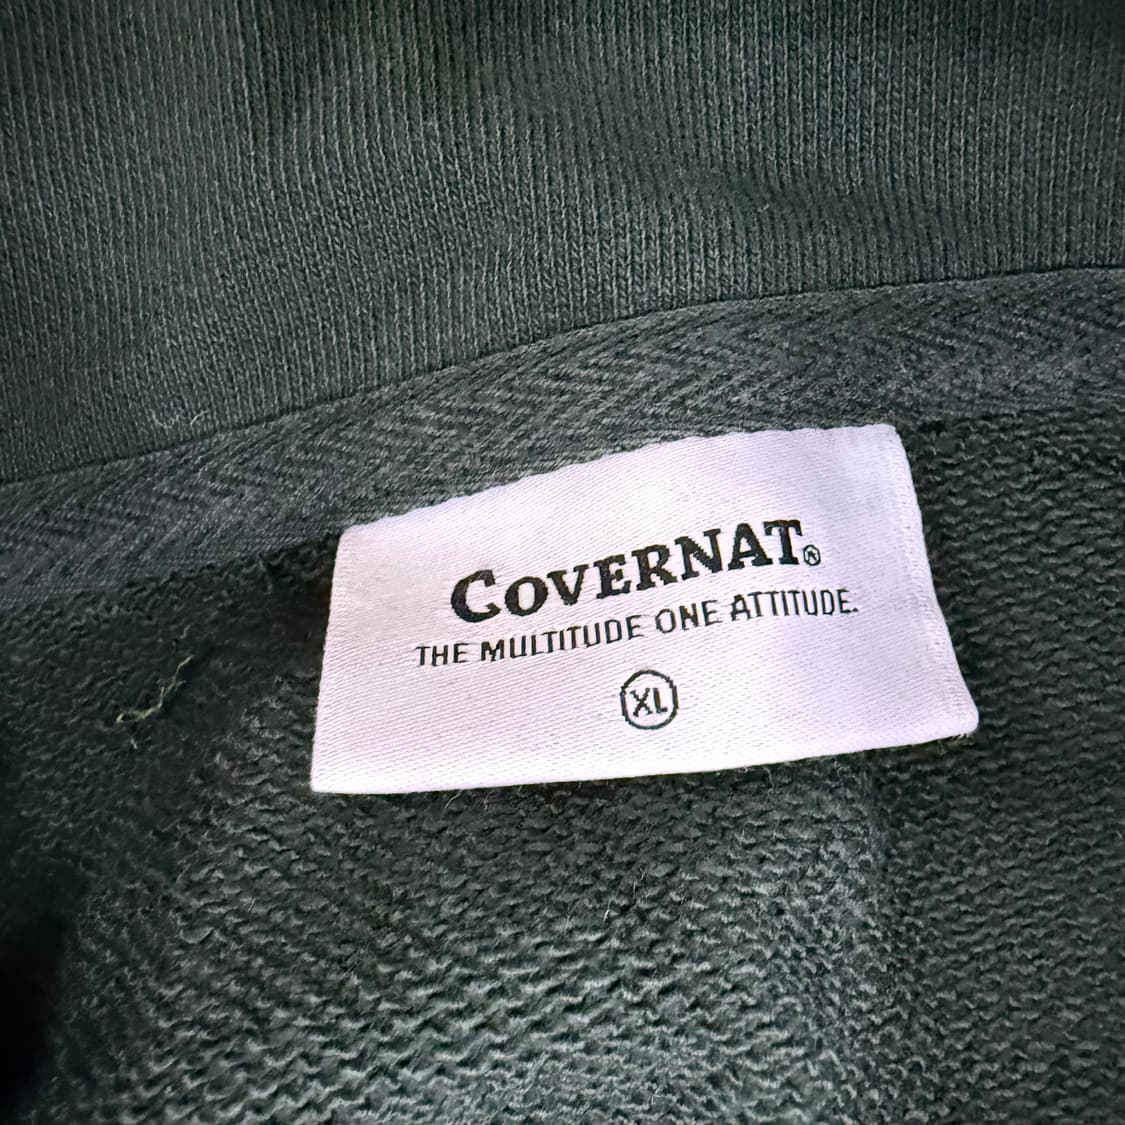 COVERNAT®
THE MULTITUDE ONE ATTITUDE.
XL